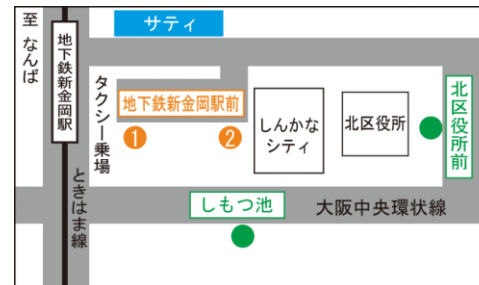 至なんば
地下鉄新金岡駅
サティ
タクシー乗場
地下鉄新金岡駅前
1
2
しんかな
シティ
北区役所
北区役所前
ときはま線
しもつ池
大阪中央環状線